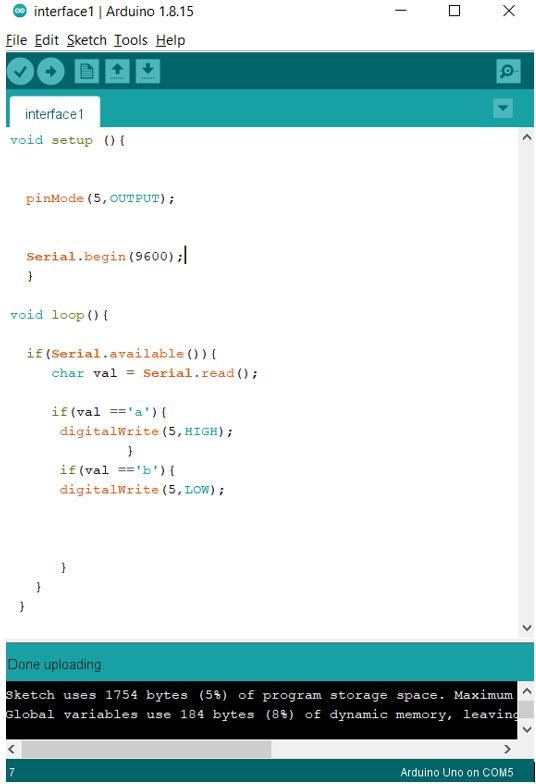 interface1 | Arduino 1.8.15
File Edit Sketch Tools Help
interface1
void setup (){
pinMode(5,OUTPUT);
Serial.begin(9600);
}
void loop(){
if(Serial.available()){
char val = Serial.read();
if(val =='a'){
digitalWrite(5,HIGH);
}
if(val =='b'){
digitalWrite(5,LOW);
}
}
}
Done uploading.
Sketch uses 1754 bytes (5%) of program storage space. Maximum
Global variables use 184 bytes (8%) of dynamic memory, leaving
7
Arduino Uno on COM5